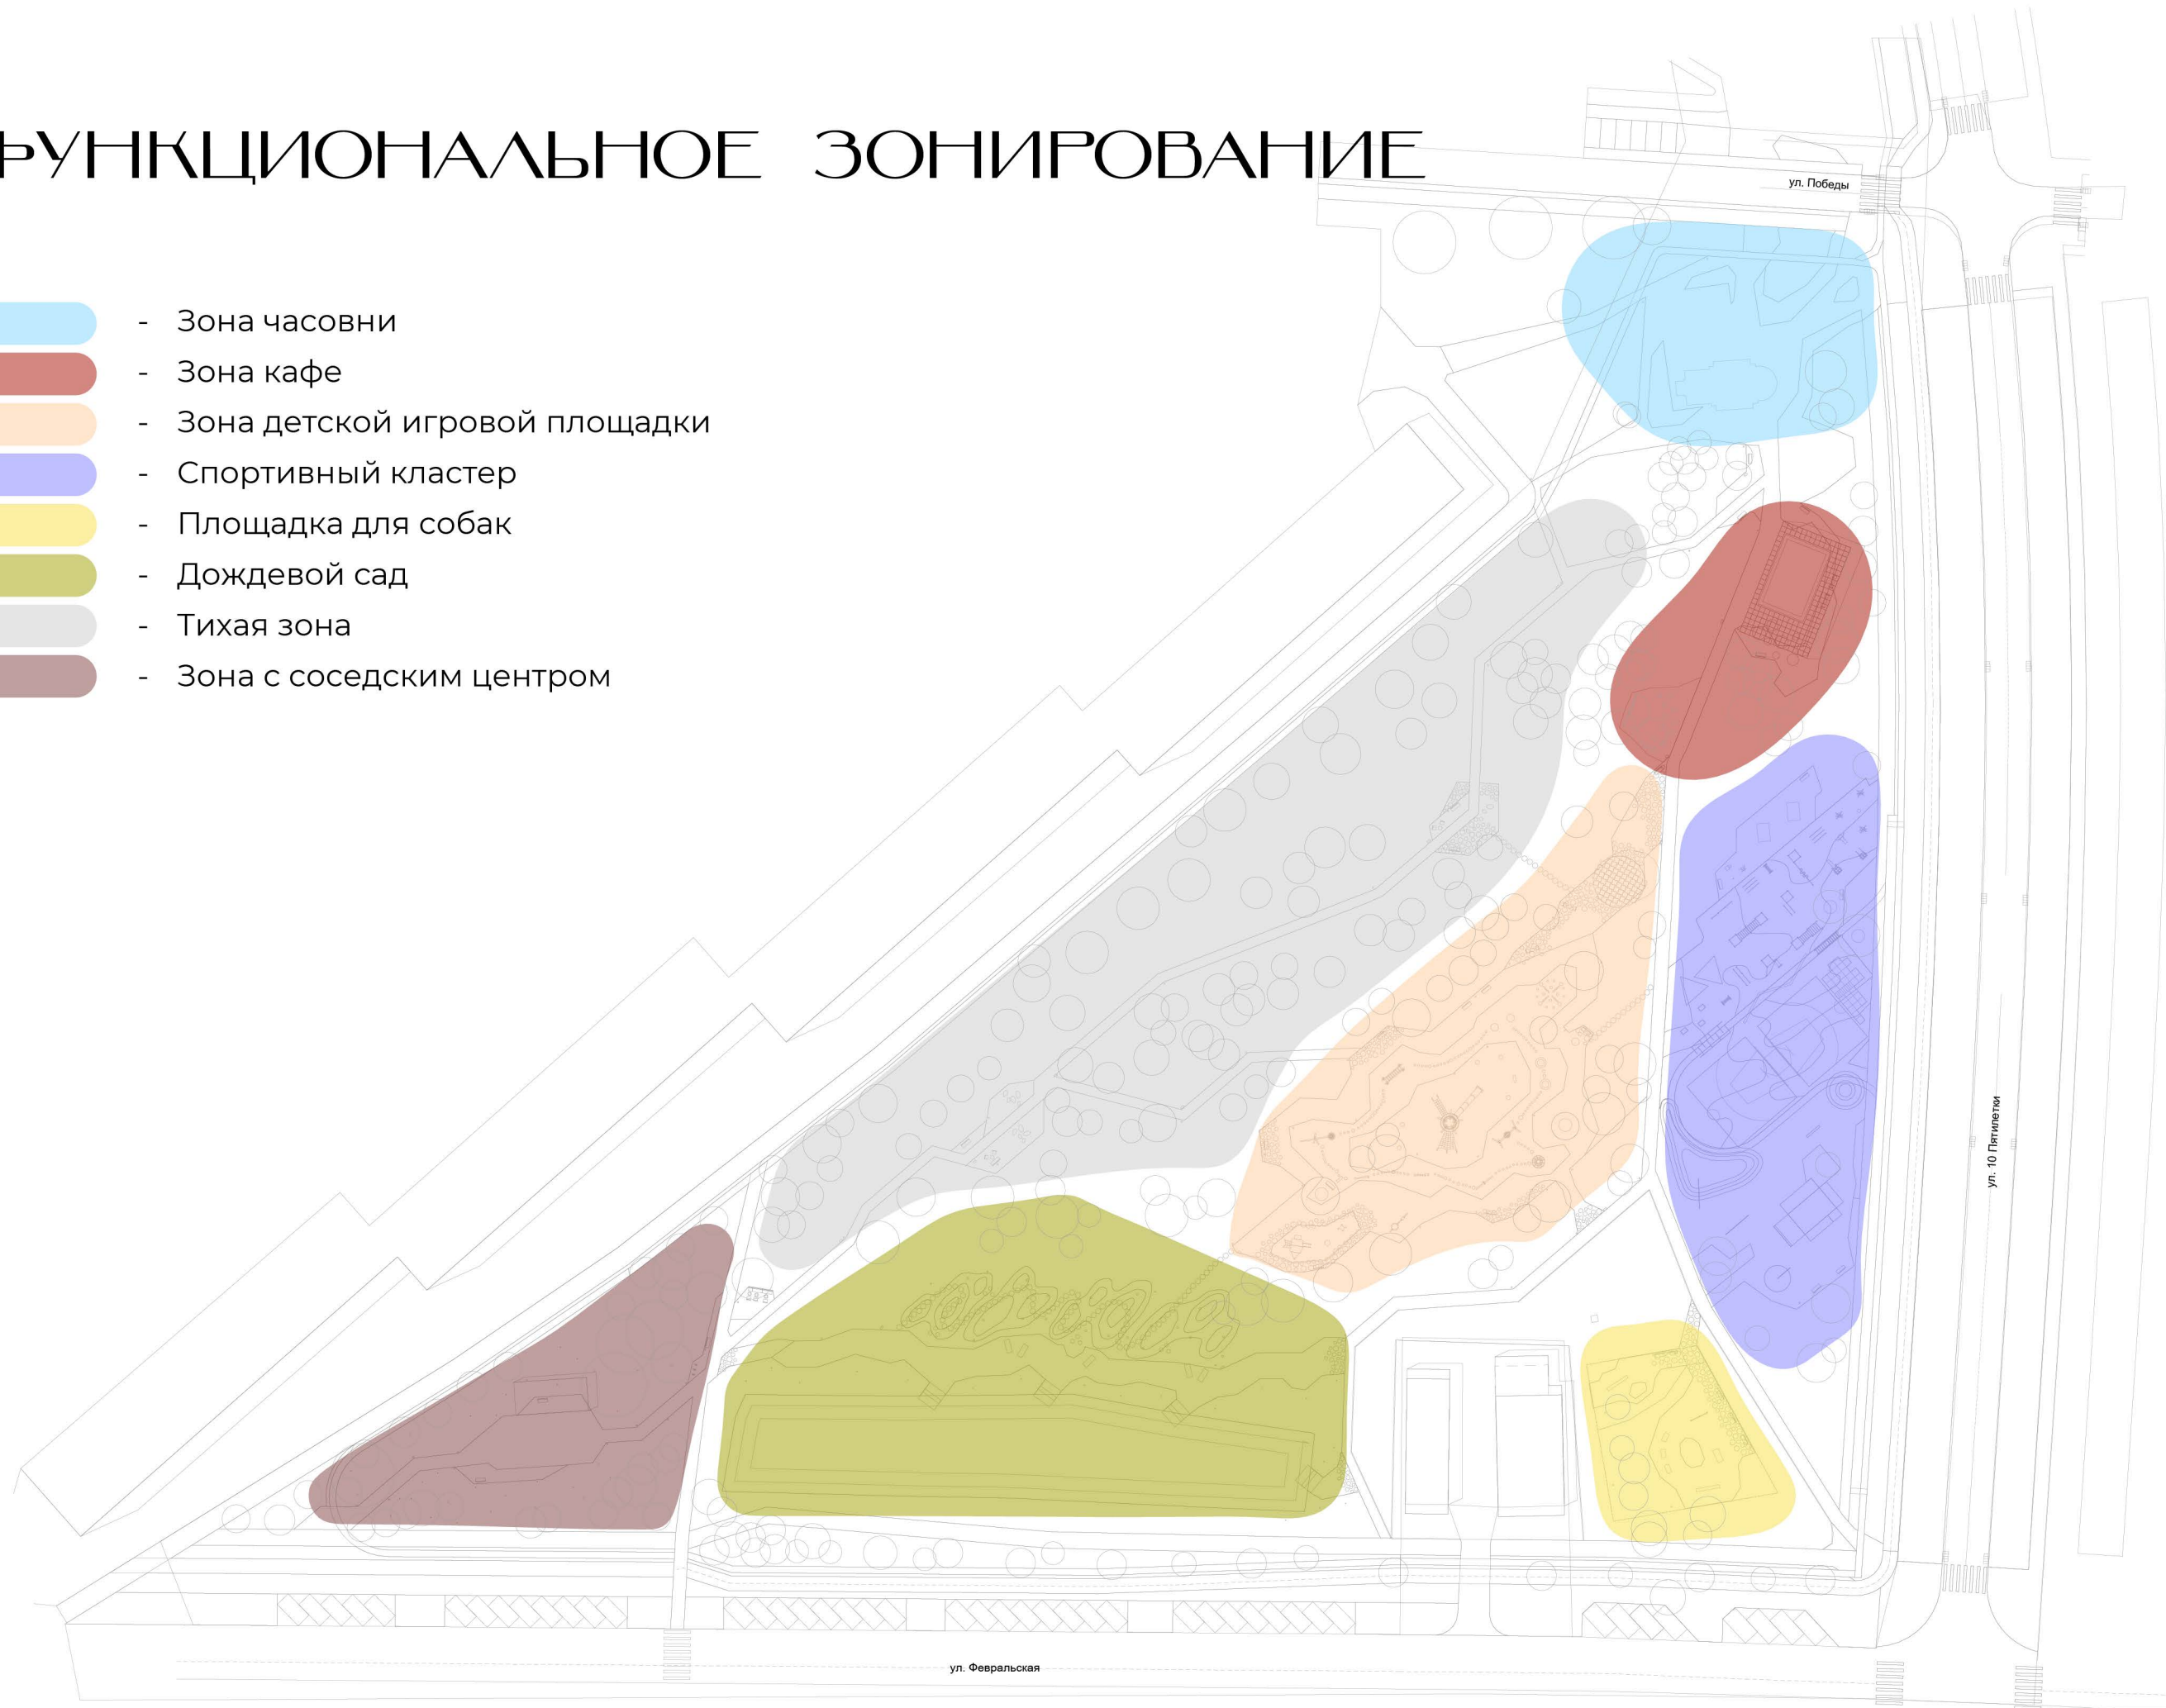 ФУНКЦИОНАЛЬНОЕ ЗОНИРОВАНИЕ
ул. Победы
- Зона часовни
- Зона кафе
- Зона детской игровой площадки
- Спортивный кластер
- Площадка для собак
- Дождевой сад
- Тихая зона
- Зона с соседским центром
ул. 10 Пятилетки
ул. Февральская